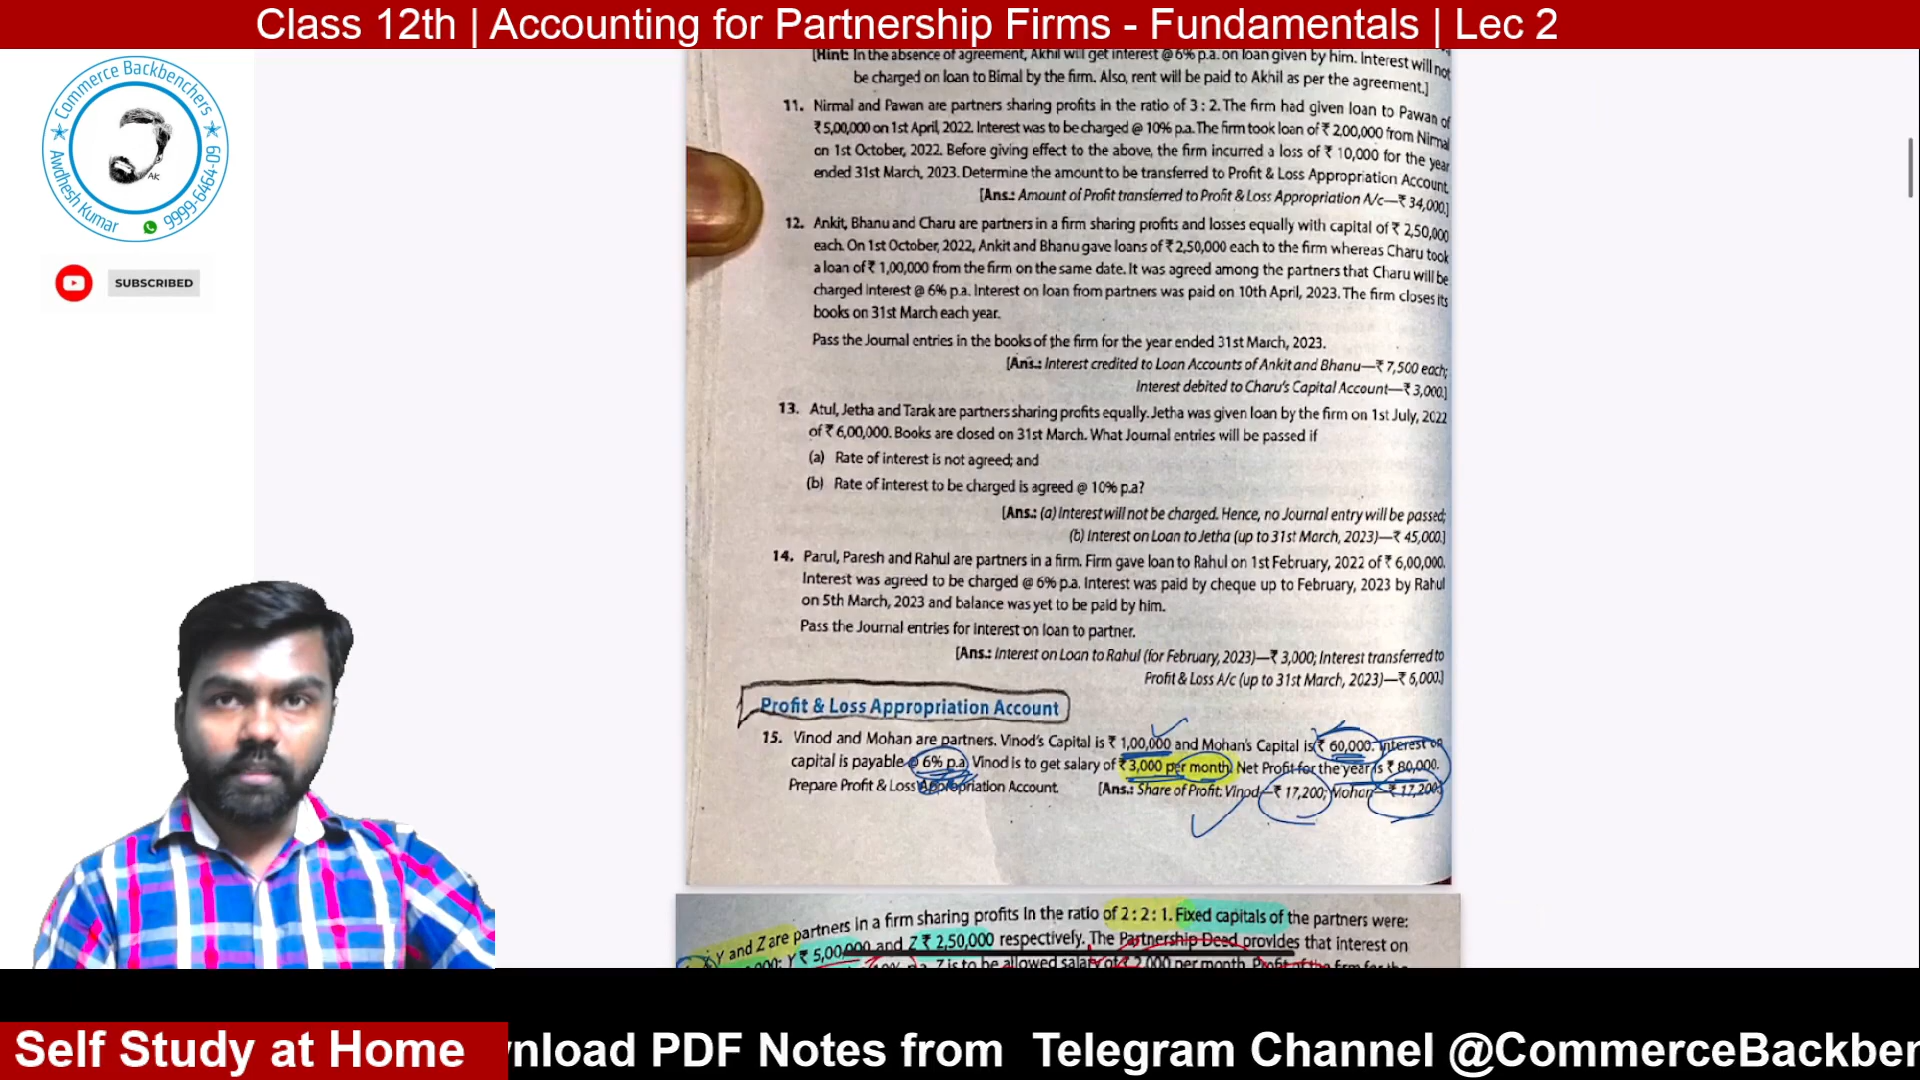 Class 12th | Accounting for Partnership Firms - Fundamentals | Lec 2
Commerce Backbenchers
Awdhesh Kumar
9999-6464-09
AK
SUBSCRIBED
[Hint: In the absence of agreement, Akhil will get interest @ 6% p.a. on loan given by him. Interest will not
be charged on loan to Bimal by the firm. Also, rent will be paid to Akhil as per the agreement.]
11. Nirmal and Pawan are partners sharing profits in the ratio of 3 : 2. The firm had given loan to Pawan of
₹ 5,00,000 on 1st April, 2022. Interest was to be charged @ 10% p.a. The firm took loan of ₹ 2,00,000 from Nirmal
on 1st October, 2022. Before giving effect to the above, the firm incurred a loss of ₹ 10,000 for the year
ended 31st March, 2023. Determine the amount to be transferred to Profit & Loss Appropriation Account.
[Ans.: Amount of Profit transferred to Profit & Loss Appropriation A/c—₹ 34,000.]
12. Ankit, Bhanu and Charu are partners in a firm sharing profits and losses equally with capital of ₹ 2,50,000
each. On 1st October, 2022, Ankit and Bhanu gave loans of ₹ 2,50,000 each to the firm whereas Charu took
a loan of ₹ 1,00,000 from the firm on the same date. It was agreed among the partners that Charu will be
charged interest @ 6% p.a. Interest on loan from partners was paid on 10th April, 2023. The firm closes its
books on 31st March each year.
Pass the Journal entries in the books of the firm for the year ended 31st March, 2023.
[Ans.: Interest credited to Loan Accounts of Ankit and Bhanu—₹ 7,500 each;
Interest debited to Charu's Capital Account—₹ 3,000.]
13. Atul, Jetha and Tarak are partners sharing profits equally. Jetha was given loan by the firm on 1st July, 2022
of ₹ 6,00,000. Books are closed on 31st March. What Journal entries will be passed if
(a) Rate of interest is not agreed; and
(b) Rate of interest to be charged is agreed @ 10% p.a?
[Ans.: (a) Interest will not be charged. Hence, no Journal entry will be passed;
(b) Interest on Loan to Jetha (up to 31st March, 2023)—₹ 45,000.]
14. Parul, Paresh and Rahul are partners in a firm. Firm gave loan to Rahul on 1st February, 2022 of ₹ 6,00,000.
Interest was agreed to be charged @ 6% p.a. Interest was paid by cheque up to February, 2023 by Rahul
on 5th March, 2023 and balance was yet to be paid by him.
Pass the Journal entries for interest on loan to partner.
[Ans.: Interest on Loan to Rahul (for February, 2023)—₹ 3,000; Interest transferred to
Profit & Loss A/c (up to 31st March, 2023)—₹ 6,000.]
Profit & Loss Appropriation Account
15. Vinod and Mohan are partners. Vinod's Capital is ₹ 1,00,000 and Mohan's Capital is ₹ 60,000. Interest on
capital is payable @ 6% p.a. Vinod is to get salary of ₹ 3,000 per month. Net Profit for the year is ₹ 80,000.
Prepare Profit & Loss Appropriation Account. [Ans.: Share of Profit: Vinod—₹ 17,200; Mohan—₹ 17,200.]
Y and Z are partners in a firm sharing profits in the ratio of 2 : 2 : 1. Fixed capitals of the partners were:
Y ₹ 5,00,000 and Z ₹ 2,50,000 respectively. The Partnership Deed provides that interest on
Z is to be allowed salary of ₹ 2,000 per month. Profit of the firm for the
Self Study at Home
nload PDF Notes from Telegram Channel @CommerceBackben